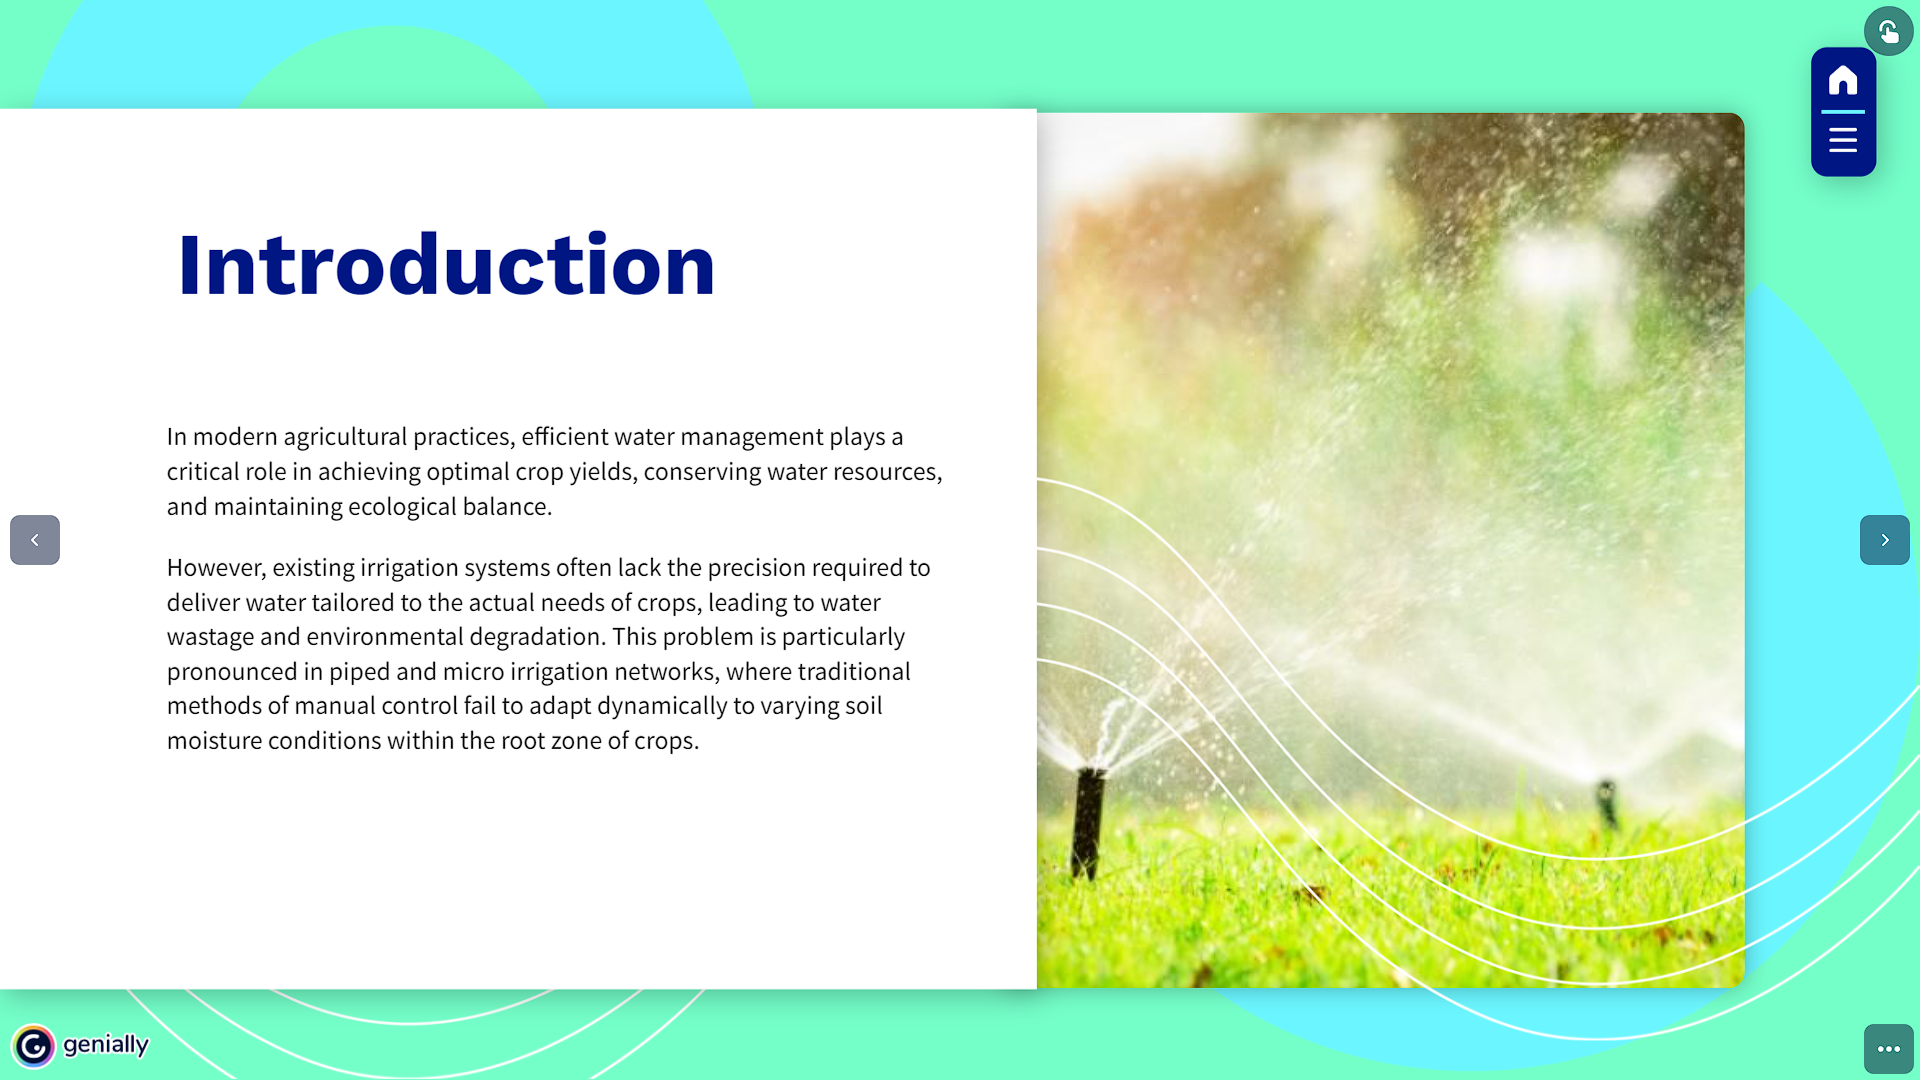 Introduction
In modern agricultural practices, efficient water management plays a
critical role in achieving optimal crop yields, conserving water resources,
and maintaining ecological balance.
However, existing irrigation systems often lack the precision required to
deliver water tailored to the actual needs of crops, leading to water
wastage and environmental degradation. This problem is particularly
pronounced in piped and micro irrigation networks, where traditional
methods of manual control fail to adapt dynamically to varying soil
moisture conditions within the root zone of crops.
genially